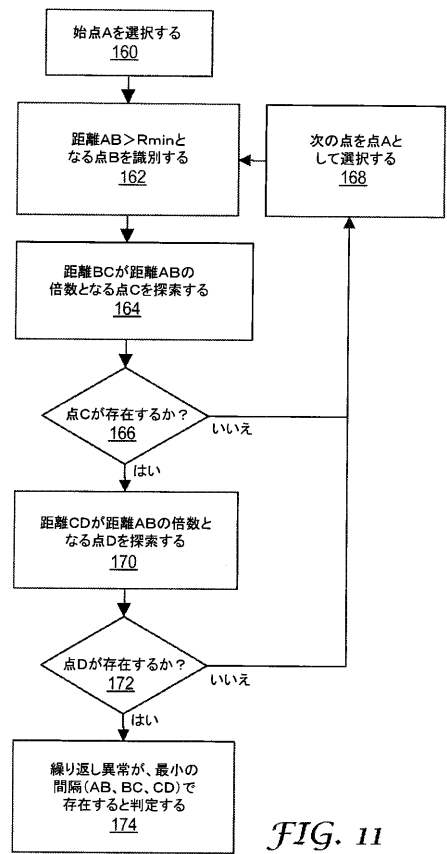 始点Aを選択する
160
距離AB>Rminと
なる点Bを識別する
162
次の点を点Aと
して選択する
168
距離BCが距離ABの
倍数となる点Cを探索する
164
点Cが存在するか?
166
いいえ
はい
距離CDが距離ABの倍数と
なる点Dを探索する
170
点Dが存在するか?
172
いいえ
はい
繰り返し異常が、最小の
間隔(AB、BC、CD)で
存在すると判定する
174
FIG. 11